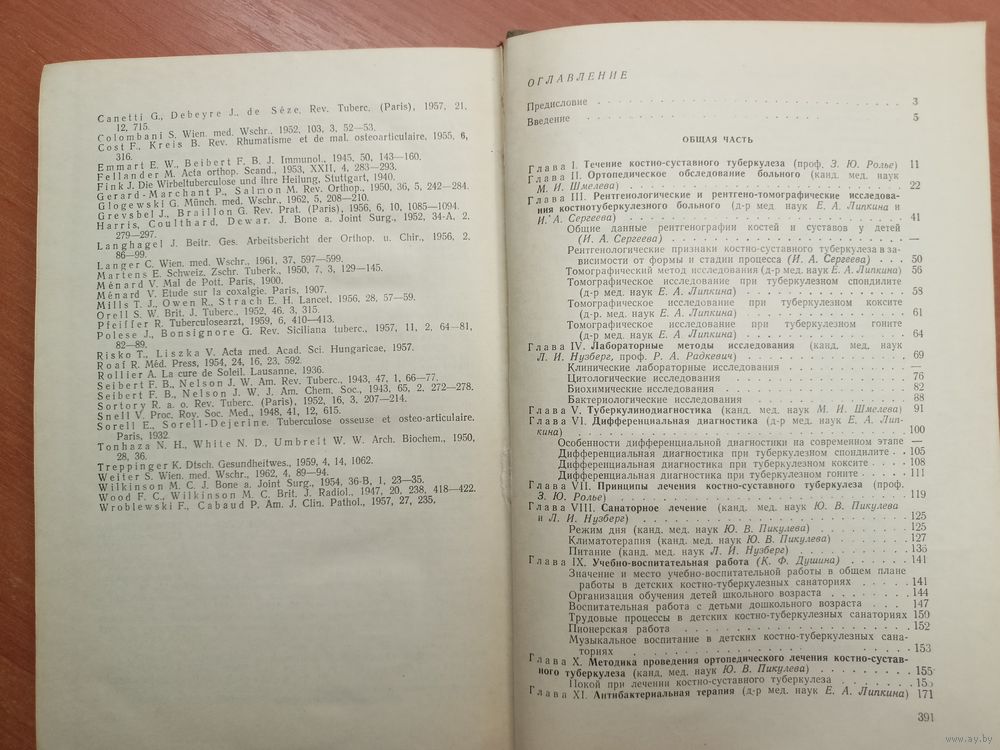 Canetti G., Debeyre J., de Séze, Rev. Tuberc. (Paris), 1957, 21,
12, 715.
Colombani S. Wien. med. Wschr., 1952, 103, 3, 52—53.
Cost F., Kreis B. Rev. Rhumatisme et de mal. osteoarticulaire, 1955, 6,
316.
Emmart E. W., Beibert F. B. J. Immunol., 1945, 50, 143—160.
Fellander M. Acta orthop. Scand., 1953, XXII, 4, 283—293.
Fink J. Die Wirbeltuberculose und ihre Heilung, Stuttgart, 1940.
Gerard-Marchant P., Salmon M. Rev. Orthop., 1950, 36, 5, 242—284.
Glogewski G. Münch. med. Wschr., 1962, 5, 208—210.
Grevsbel J., Braillon G. Rev. Prat. (Paris), 1956, 6, 10, 1085—1094.
Harris, Coulthard, Dewar. J. Bone a. Joint Surg., 1952, 34-A, 2,
279—297.
Langhagel J. Beitr. Ges. Arbeitsbericht der Orthop. u. Chir., 1956, 2,
86—99.
Langer C. Wien. med. Wschr., 1961, 37, 597—599.
Martens E. Schweiz. Zschr. Tuberk., 1950, 7, 3, 129—145.
Ménard V. Mal de Pott. Paris, 1900.
Ménard V. Etude sur la coxalgie. Paris, 1907.
Mills T. J., Owen R., Strach E. H. Lancet, 1956, 28, 57—59.
Orell S. W. Brit. J. Tuberc., 1952, 46. 3, 315.
Pfeiffer R. Tuberculosearzt, 1959, 6, 410—413.
Polese J., Bonsignore G. Rev. Siciliana tuberc., 1957, 11, 2, 64—81,
82—89.
Risko T., Liszka V. Acta med. Acad. Sci. Hungaricae, 1957.
Roaf R. Méd. Press, 1954, 24, 16, 23, 592.
Rollier A. La cure de Soleil. Lausanne, 1936.
Seibert F. B., Nelson J. W. Am. Rev. Tuberc., 1943, 47, 1, 66—77.
Seibert F. B., Nelson J. W. J. Am. Chem. Soc., 1943, 65, 2, 272—278.
Sortory R. a. o. Rev. Tuberc. (Paris), 1952, 16, 3, 207—214.
Snell V. Proc. Roy. Soc. Med., 1948, 41, 12, 615.
Sorell E., Sorell-Dejerine. Tuberculose osseuse et osteo-articulaire.
Paris, 1932.
Tonhaza N. H., White N. D., Umbreit W. W. Arch. Biochem., 1950,
28, 36.
Treppinger K. Dtsch. Gesundheitwes., 1959, 4, 14, 1062.
Weiter S. Wien. med. Wschr., 1962, 4, 89—94.
Wilkinson M. C. J. Bone a. Joint Surg., 1954, 36-B, 1, 23—35.
Wood F. C., Wilkinson M. C. Brit. J. Radiol., 1947, 20, 238, 418—422.
Wroblewski F., Cabaud P. Am. J. Clin. Pathol., 1957, 27, 235.
ОГЛАВЛЕНИЕ
Предисловие 3
Введение 5
ОБЩАЯ ЧАСТЬ
Глава I. Течение костно-суставного туберкулеза (проф. З. Ю. Ролье) 11
Глава II. Ортопедическое обследование больного (канд. мед. наук
М. И. Шмелева) 22
Глава III. Рентгенологические и рентгено-томографические исследова-
ния костнотуберкулезного больного (д-р мед. наук Е. А. Липкина и
И. А. Сергеева) 41
Общие данные рентгенографии костей и суставов у детей
(И. А. Сергеева) —
Рентгенологические признаки костно-суставного туберкулеза в за-
висимости от формы и стадии процесса (И. А. Сергеева) 50
Томографический метод исследования (д-р мед. наук Е. А. Липкина) 56
Томографическое исследование при туберкулезном спондилите
(д-р мед. наук Е. А. Липкина) 58
Томографическое исследование при туберкулезном коксите
(д-р мед. наук Е. А. Липкина) 61
Томографическое исследование при туберкулезном гоните
(д-р мед. наук Е. А. Липкина) 64
Глава IV. Лабораторные методы исследования (канд. мед. наук
Л. И. Нузберг, проф. Р. А. Радкевич) 69
Клинические лабораторные исследования —
Цитологические исследования 76
Биохимические исследования 82
Бактериологические исследования 88
Глава V. Туберкулинодиагностика (канд. мед. наук М. И. Шмелева) 91
Глава VI. Дифференциальная диагностика (д-р мед. наук Е. А. Лип-
кина) 100
Особенности дифференциальной диагностики на современном этапе —
Дифференциальная диагностика при туберкулезном спондилите 105
Дифференциальная диагностика при туберкулезном коксите 108
Дифференциальная диагностика при туберкулезном гоните 111
Глава VII. Принципы лечения костно-суставного туберкулеза (проф.
З. Ю. Ролье) 119
Глава VIII. Санаторное лечение (канд. мед. наук Ю. В. Пикулева
и Л. И. Нузберг) 125
Режим дня (канд. мед. наук Ю. В. Пикулева) 125
Климатотерапия (канд. мед. наук Ю. В. Пикулева) 127
Питание (канд. мед. наук Л. И. Нузберг) 136
Глава IX. Учебно-воспитательная работа (К. Ф. Душина) 141
Значение и место учебно-воспитательной работы в общем плане
работы в детских костно-туберкулезных санаториях 141
Организация обучения детей школьного возраста 144
Воспитательная работа с детьми дошкольного возраста 147
Трудовые процессы в детских костно-туберкулезных санаториях 150
Пионерская работа 152
Музыкальное воспитание в детских костно-туберкулезных сана-
ториях 153
Глава X. Методика проведения ортопедического лечения костно-сустав-
ного туберкулеза (канд. мед. наук Ю. В. Пикулева) 155
Покой при лечении костно-суставного туберкулеза 155
Глава XI. Антибактериальная терапия (д-р мед. наук Е. А. Липкина) 171
391
www.ay.by